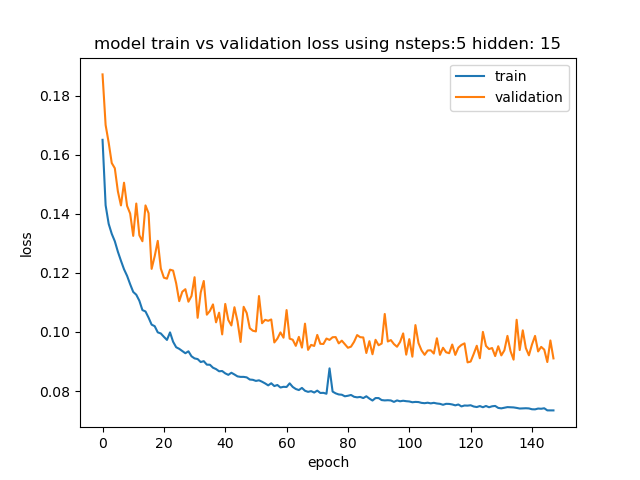 model train vs validation loss using nsteps:5 hidden: 15
train
validation
loss
0.18
0.16
0.14
0.12
0.10
0.08
0
20
40
60
80
100
120
140
epoch